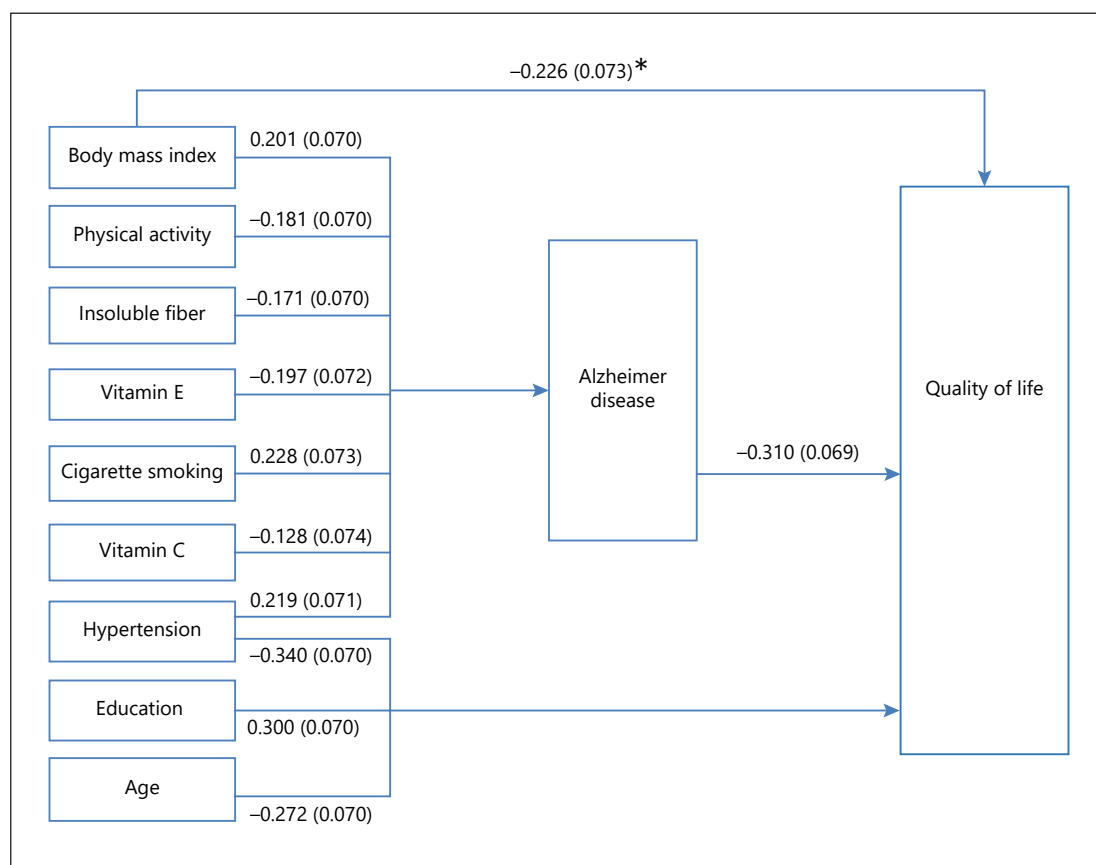 –0.226 (0.073)*
Body mass index
0.201 (0.070)
Physical activity
–0.181 (0.070)
Insoluble fiber
–0.171 (0.070)
Vitamin E
–0.197 (0.072)
Cigarette smoking
0.228 (0.073)
Vitamin C
–0.128 (0.074)
Hypertension
0.219 (0.071)
–0.340 (0.070)
Education
0.300 (0.070)
Age
–0.272 (0.070)
Alzheimer
disease
–0.310 (0.069)
Quality of life